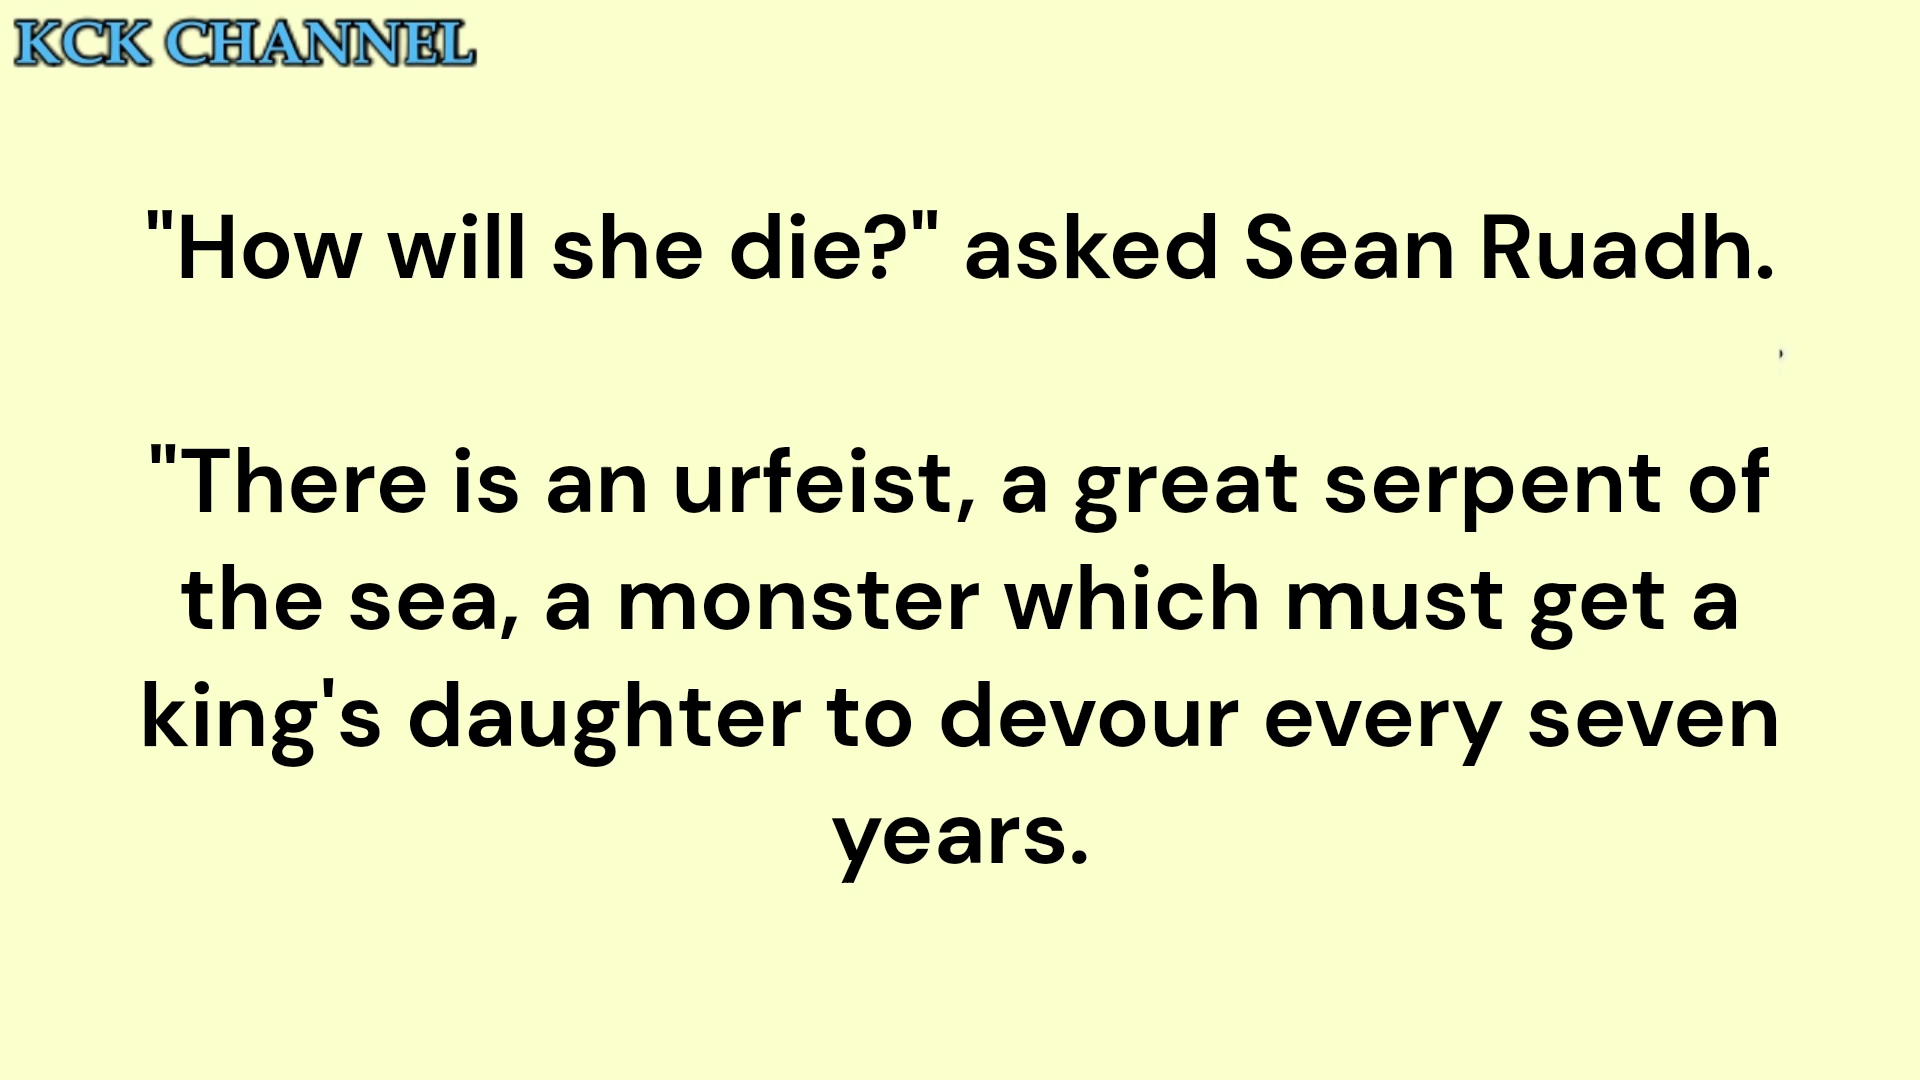 KCK CHANNEL
"How will she die?" asked Sean Ruadh.
"There is an urfeist, a great serpent of
the sea, a monster which must get a
king's daughter to devour every seven
years.